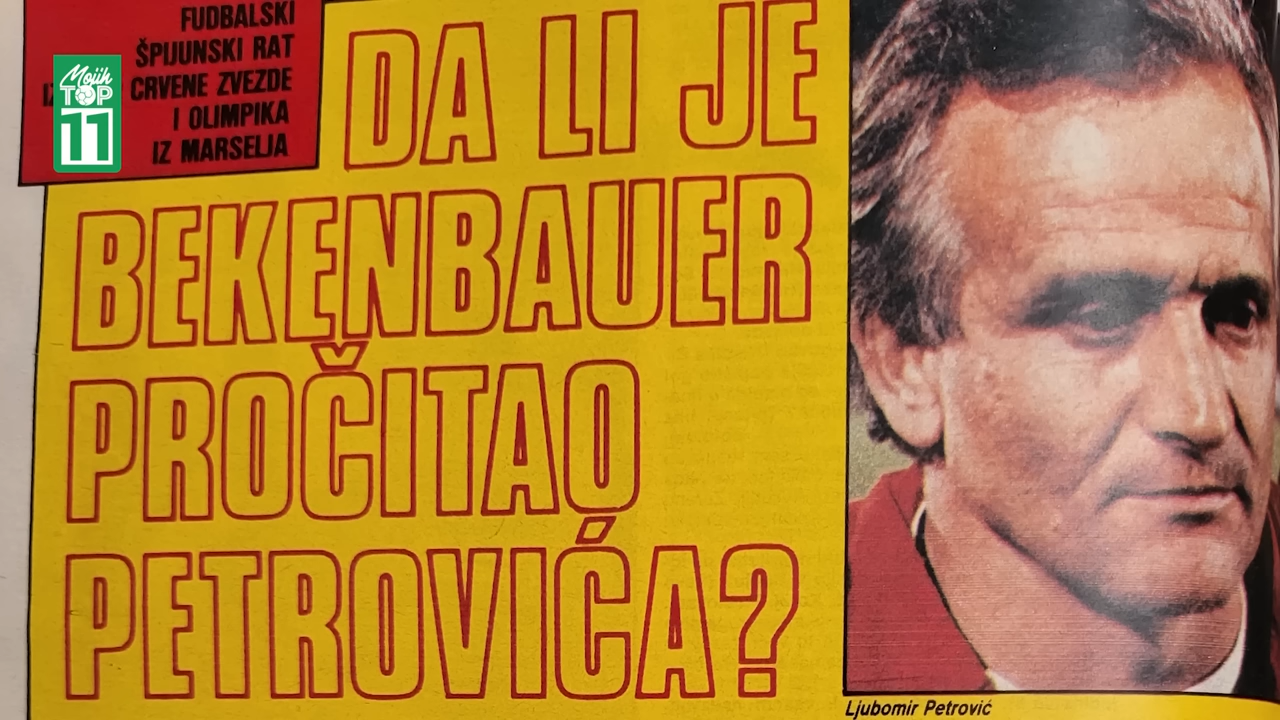 FUDBALSKI
ŠPIJUNSKI RAT
CRVENE ZVEZDE
I OLIMPIKA
IZ MARSELJA
Mojih
TOP
11
DA LI JE
BEKENBAUER
PROČITAO
PETROVIĆA?
Ljubomir Petrović